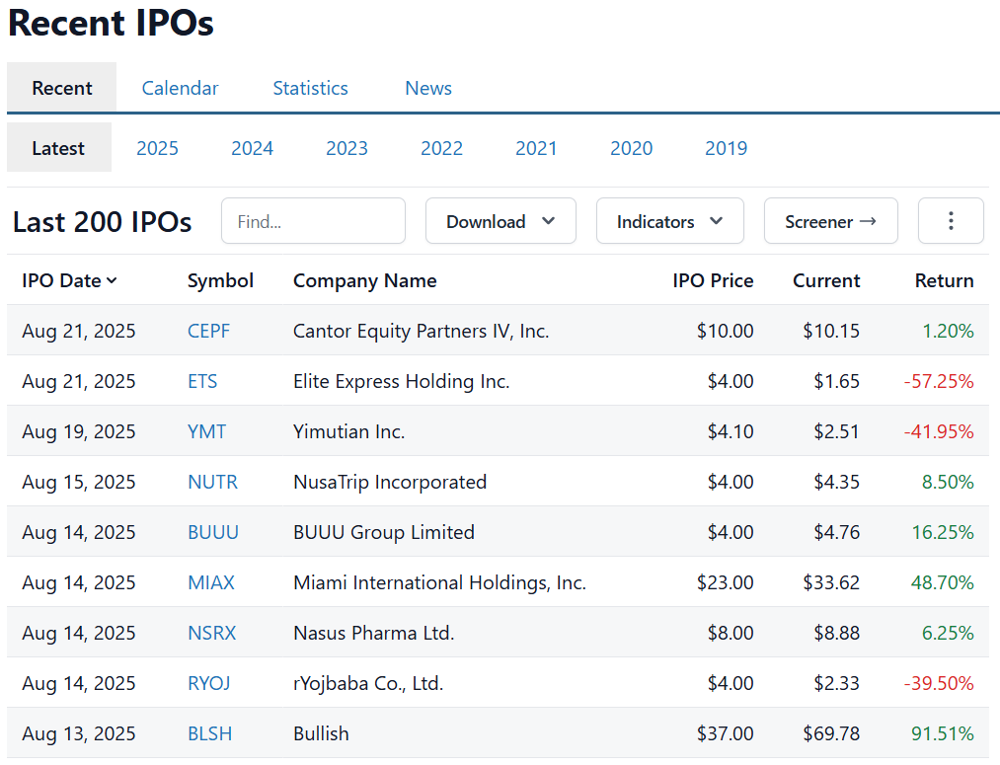 Recent IPOs
Recent Calendar Statistics News
Latest 2025 2024 2023 2022 2021 2020 2019
Last 200 IPOs Find... Download Indicators Screener →
IPO Date Symbol Company Name IPO Price Current Return
Aug 21, 2025 CEPF Cantor Equity Partners IV, Inc. $10.00 $10.15 1.20%
Aug 21, 2025 ETS Elite Express Holding Inc. $4.00 $1.65 -57.25%
Aug 19, 2025 YMT Yimutian Inc. $4.10 $2.51 -41.95%
Aug 15, 2025 NUTR NusaTrip Incorporated $4.00 $4.35 8.50%
Aug 14, 2025 BUUU BUUU Group Limited $4.00 $4.76 16.25%
Aug 14, 2025 MIAX Miami International Holdings, Inc. $23.00 $33.62 48.70%
Aug 14, 2025 NSRX Nasus Pharma Ltd. $8.00 $8.88 6.25%
Aug 14, 2025 RYOJ rYojbaba Co., Ltd. $4.00 $2.33 -39.50%
Aug 13, 2025 BLSH Bullish $37.00 $69.78 91.51%